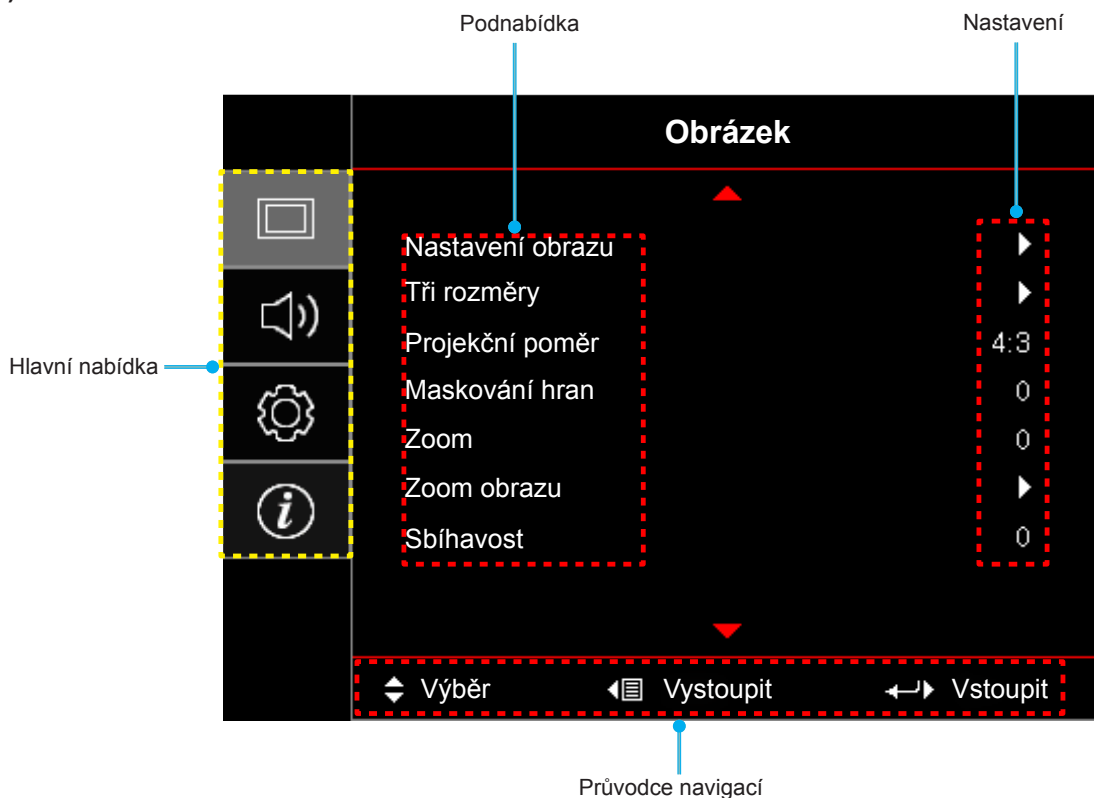 Podnabídka
Nastavení
Obrázek
Nastavení obrazu
Tři rozměry
Projekční poměr 4:3
Maskování hran 0
Zoom 0
Zoom obrazu
Sbíhavost 0
Hlavní nabídka
Výběr Vystoupit Vstoupit
Průvodce navigací